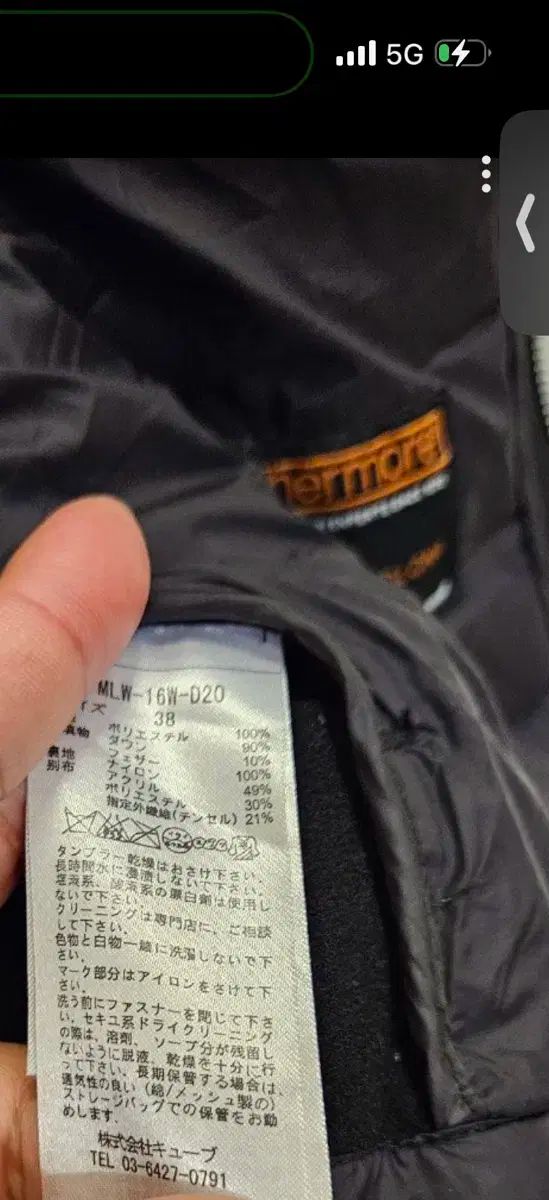 5G
hermore
MLW-16W-D20
イズ 38
ポリエステル 100%
填物 ダウン 90%
フェザー 10%
裏地 ナイロン 100%
別布 アクリル 49%
ポリエステル 30%
指定外繊維(テンセル) 21%
タンブラー乾燥はおさけ下さい。
長時間水に浸漬しないで下さい。
塩素系、酸素系の漂白剤は使用し
ないで下さい。
クリーニングは専門店に、ご相談
して下さい。
色物と白物一緒に洗濯しないで下
さい。
マーク部分はアイロンをさけて下
さい。
洗う前にファスナーを閉じて下さ
い。セキユ系ドライクリーニング
の際は、溶剤、ソープ分が残留し
ないように脱液、乾燥を十分に行
って下さい。長期保管する場合は、
通気性の良い(綿/メッシュ製の)
ストレージバッグでの保管をお勧
めします。
株式会社キューブ
TEL 03-6427-0791